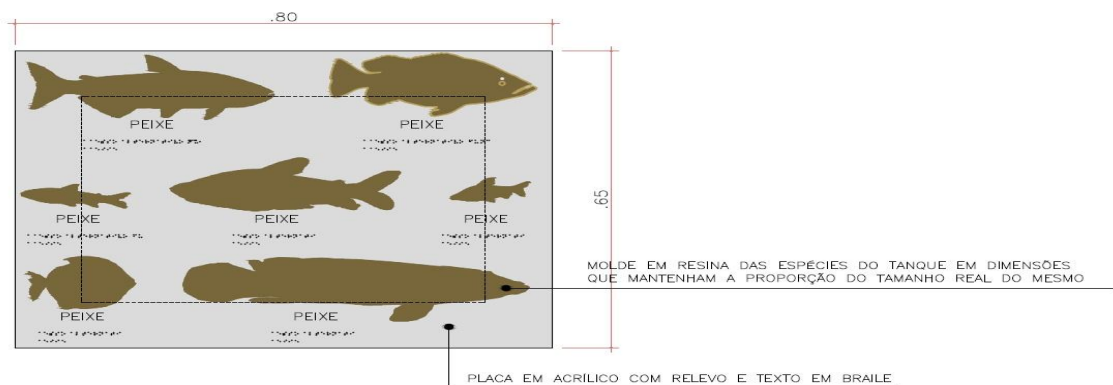 .80
PEIXE
PEIXE
PEIXE
PEIXE
PEIXE
.65
MOLDE EM RESINA DAS ESPÉCIES DO TANQUE EM DIMENSÕES
QUE MANTENHAM A PROPORÇÃO DO TAMANHO REAL DO MESMO
PEIXE
PEIXE
PLACA EM ACRÍLICO COM RELEVO E TEXTO EM BRAILE